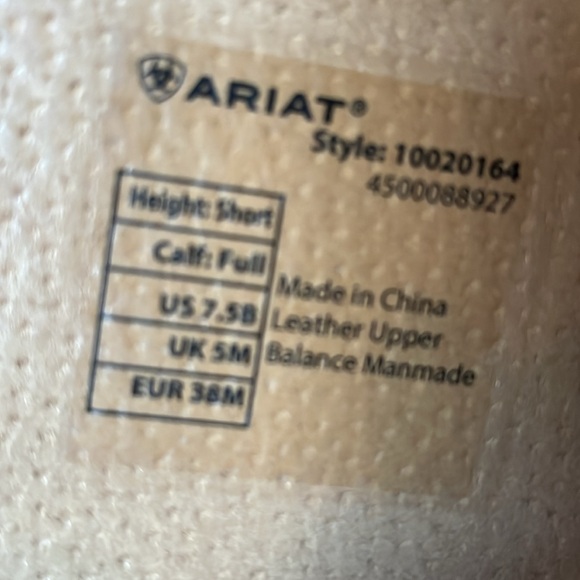 ARIAT®
Style: 10020164
4500088927
Height: Short
Calf: Full
US 7.5B
UK 5M
EUR 38M
Made in China
Leather Upper
Balance Manmade